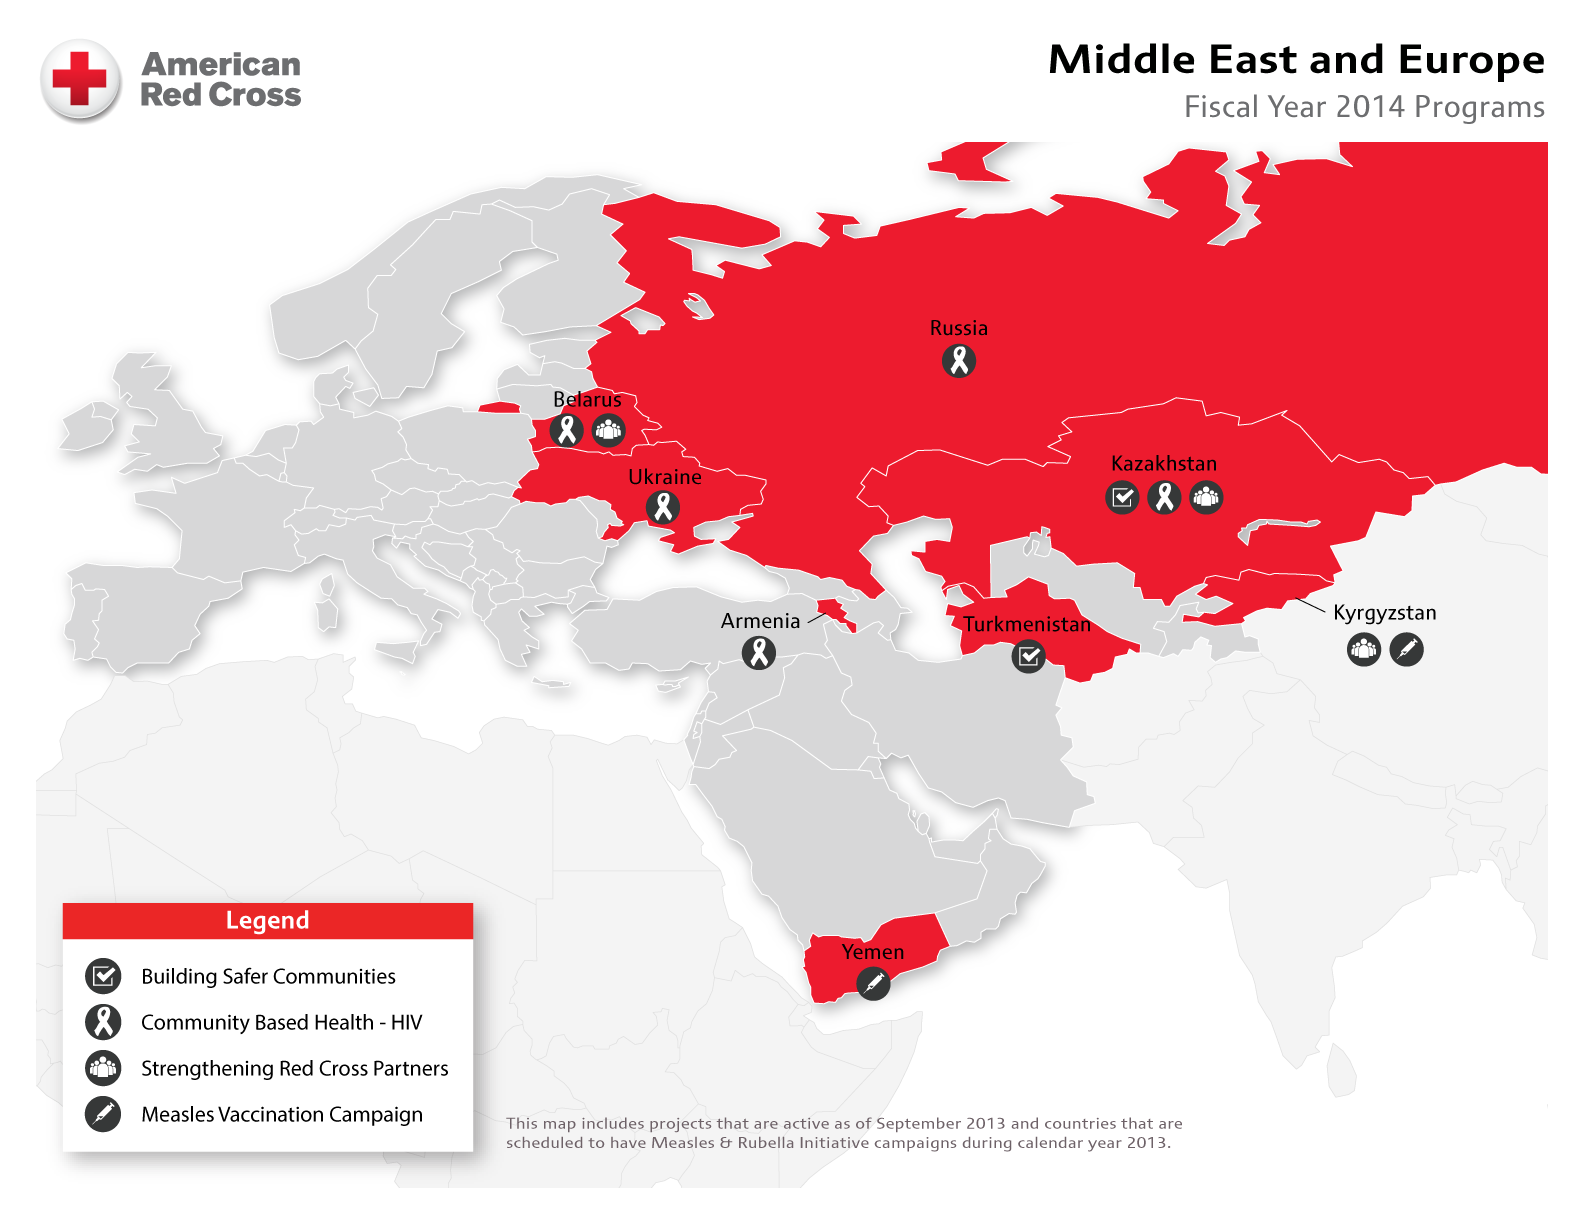 American
Red Cross
Middle East and Europe
Fiscal Year 2014 Programs
Russia
Belarus
Ukraine
Kazakhstan
Armenia
Turkmenistan
Kyrgyzstan
Yemen
Legend
Building Safer Communities
Community Based Health - HIV
Strengthening Red Cross Partners
Measles Vaccination Campaign
This map includes projects that are active as of September 2013 and countries that are
scheduled to have Measles & Rubella Initiative campaigns during calendar year 2013.